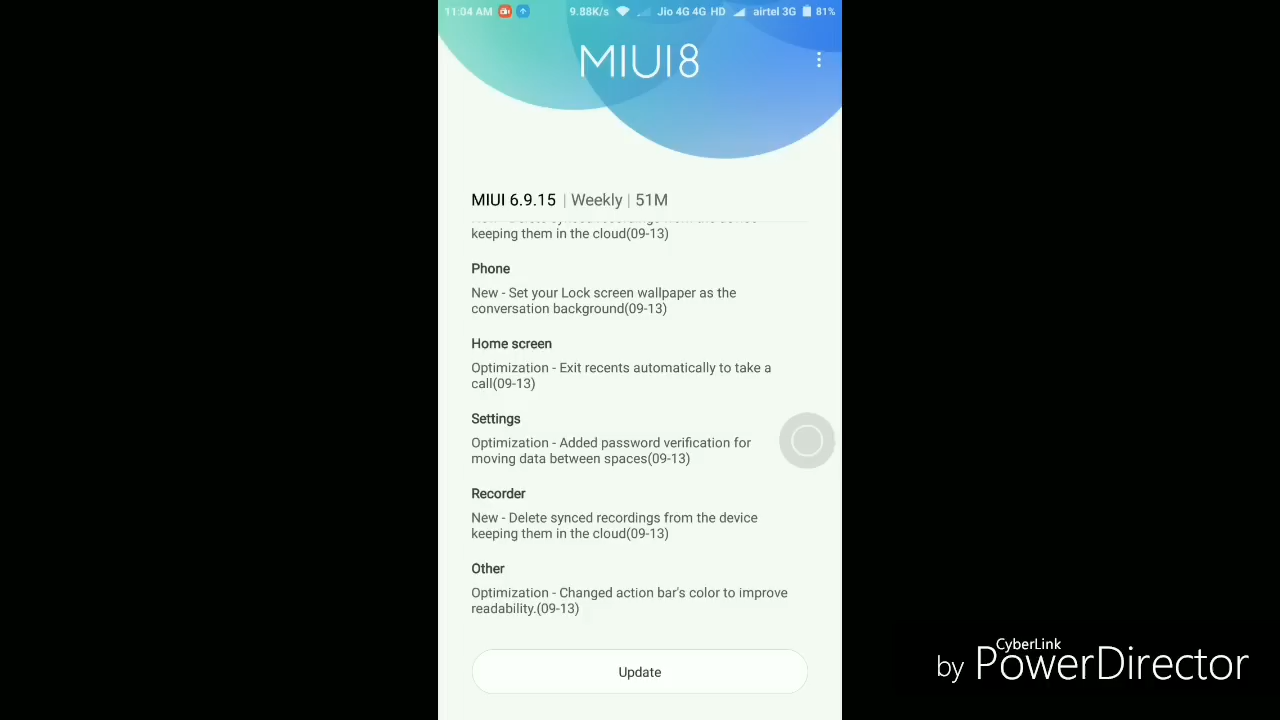 11:04 AM 9.88K/s Jio 4G 4G HD airtel 3G 81%
MIUI 8
MIUI 6.9.15 | Weekly | 51M
keeping them in the cloud(09-13)
Phone
New - Set your Lock screen wallpaper as the
conversation background(09-13)
Home screen
Optimization - Exit recents automatically to take a
call(09-13)
Settings
Optimization - Added password verification for
moving data between spaces(09-13)
Recorder
New - Delete synced recordings from the device
keeping them in the cloud(09-13)
Other
Optimization - Changed action bar's color to improve
readability.(09-13)
Update
CyberLink
by PowerDirector